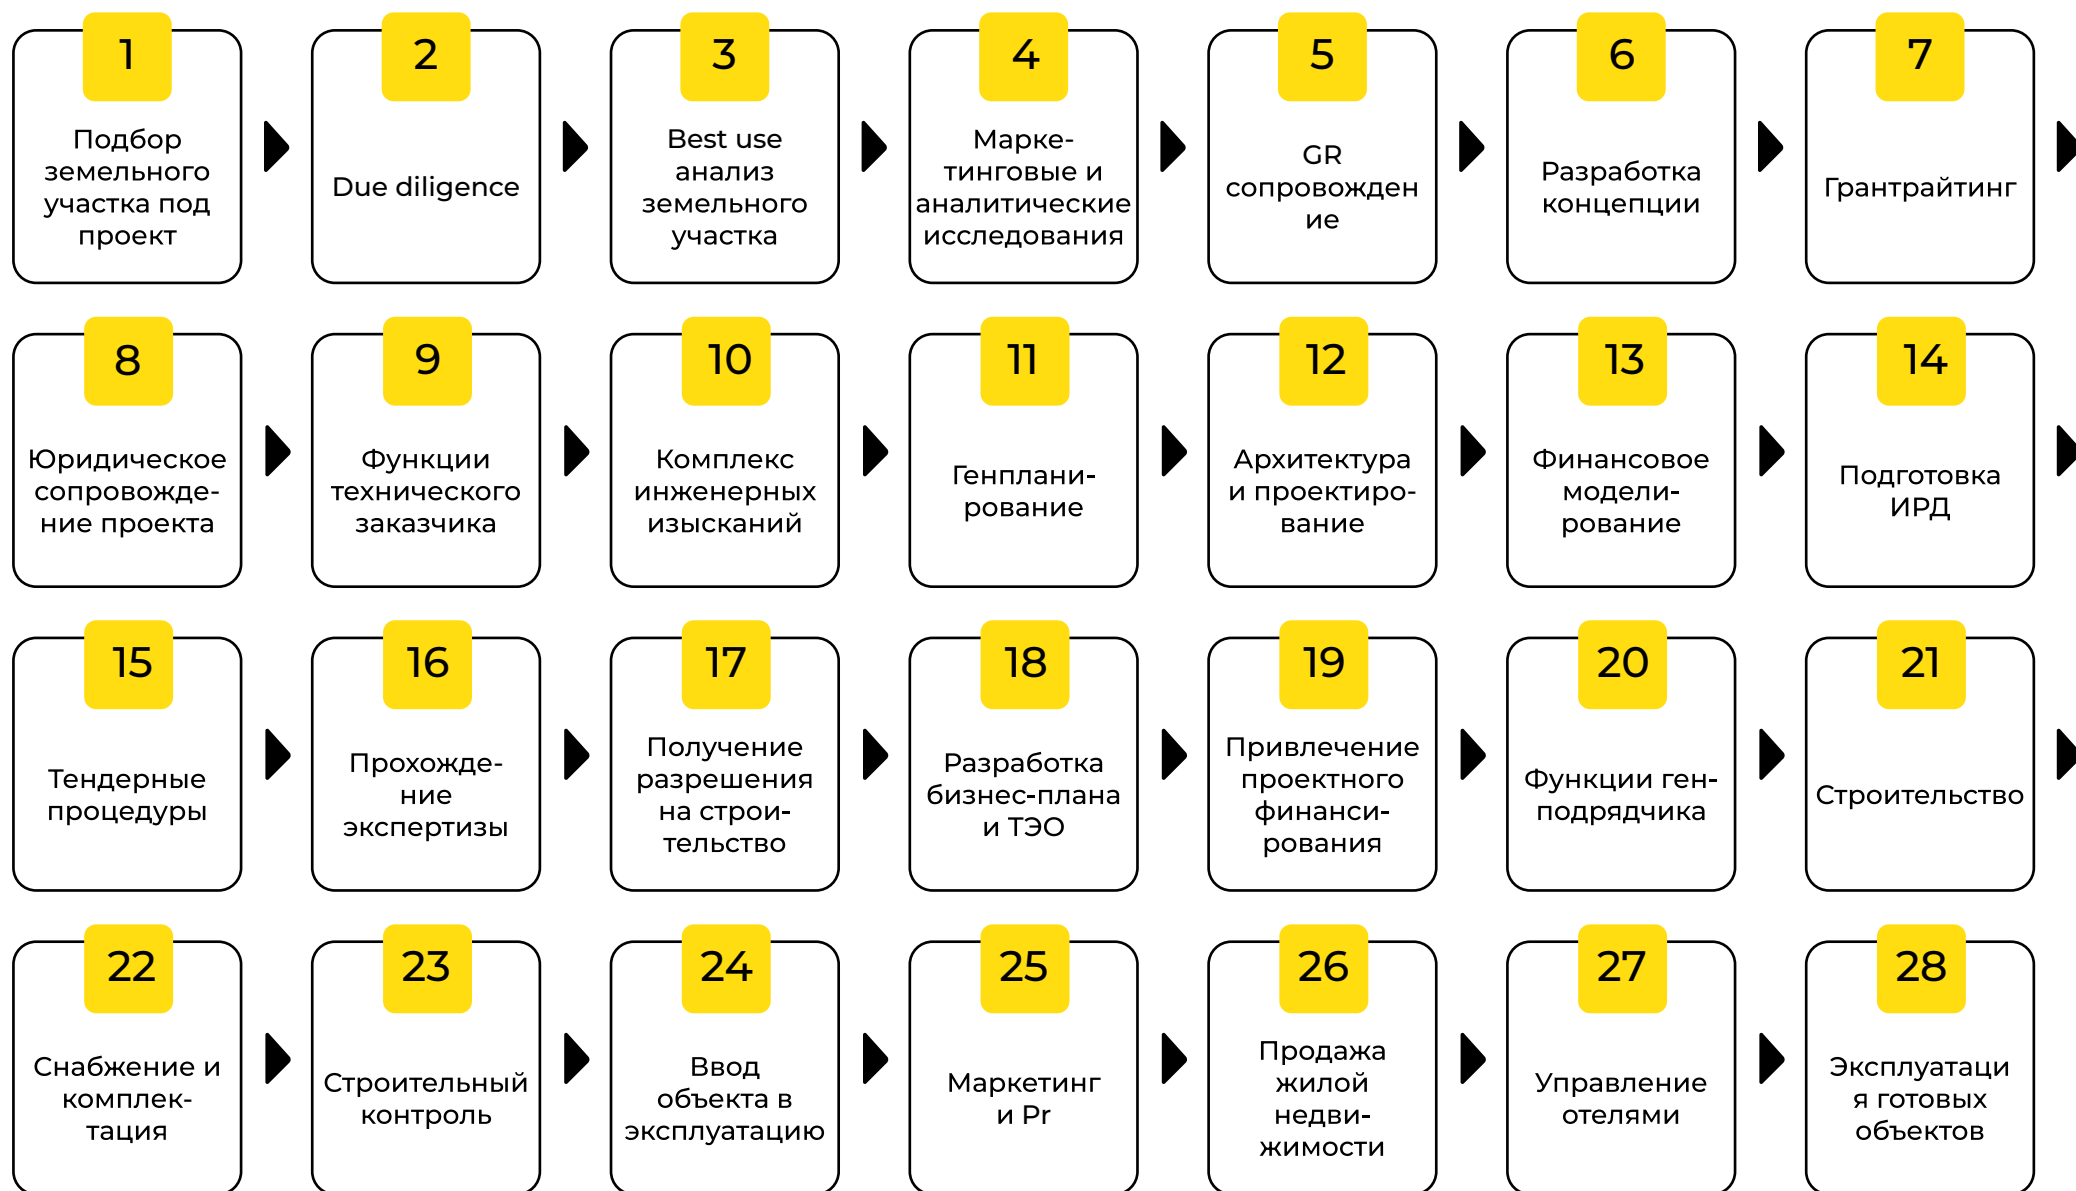 1
Подбор
земельного
участка под
проект
2
Due diligence
3
Best use
анализ
земельного
участка
4
Марке-
тинговые и
аналитические
исследования
5
GR
сопровожден
ие
6
Разработка
концепции
7
Грантрайтинг
8
Юридическое
сопровожде-
ние проекта
9
Функции
технического
заказчика
10
Комплекс
инженерных
изысканий
11
Генплани-
рование
12
Архитектура
и проектиро-
вание
13
Финансовое
модели-
рование
14
Подготовка
ИРД
15
Тендерные
процедуры
16
Прохожде-
ние
экспертизы
17
Получение
разрешения
на строи-
тельство
18
Разработка
бизнес-плана
и ТЭО
19
Привлечение
проектного
финанси-
рования
20
Функции ген-
подрядчика
21
Строительство
22
Снабжение и
комплек-
тация
23
Строительный
контроль
24
Ввод
объекта в
эксплуатацию
25
Маркетинг
и Pr
26
Продажа
жилой
недви-
жимости
27
Управление
отелями
28
Эксплуатаци
я готовых
объектов